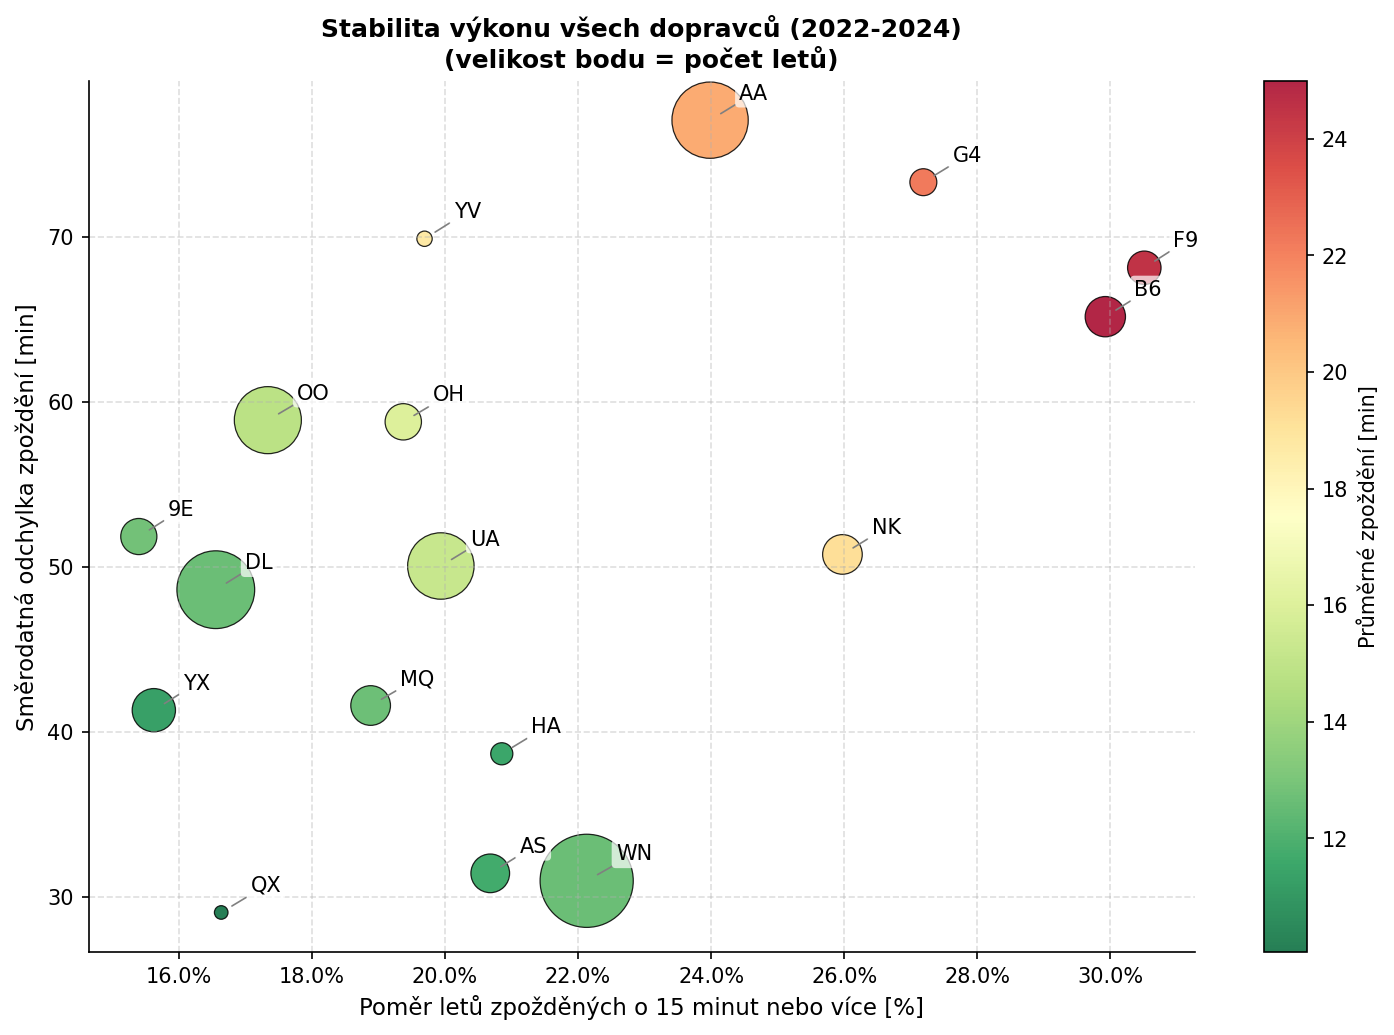 Stabilita výkonu všech dopravců (2022-2024)
(velikost bodu = počet letů)
AA
G4
YV
F9
B6
OO
OH
9E
NK
UA
DL
YX
MQ
HA
AS
WN
QX
70
60
50
40
30
Směrodatná odchylka zpoždění [min]
16.0%
18.0%
20.0%
22.0%
24.0%
26.0%
28.0%
30.0%
Poměr letů zpožděných o 15 minut nebo více [%]
24
22
20
18
16
14
12
Průměrné zpoždění [min]